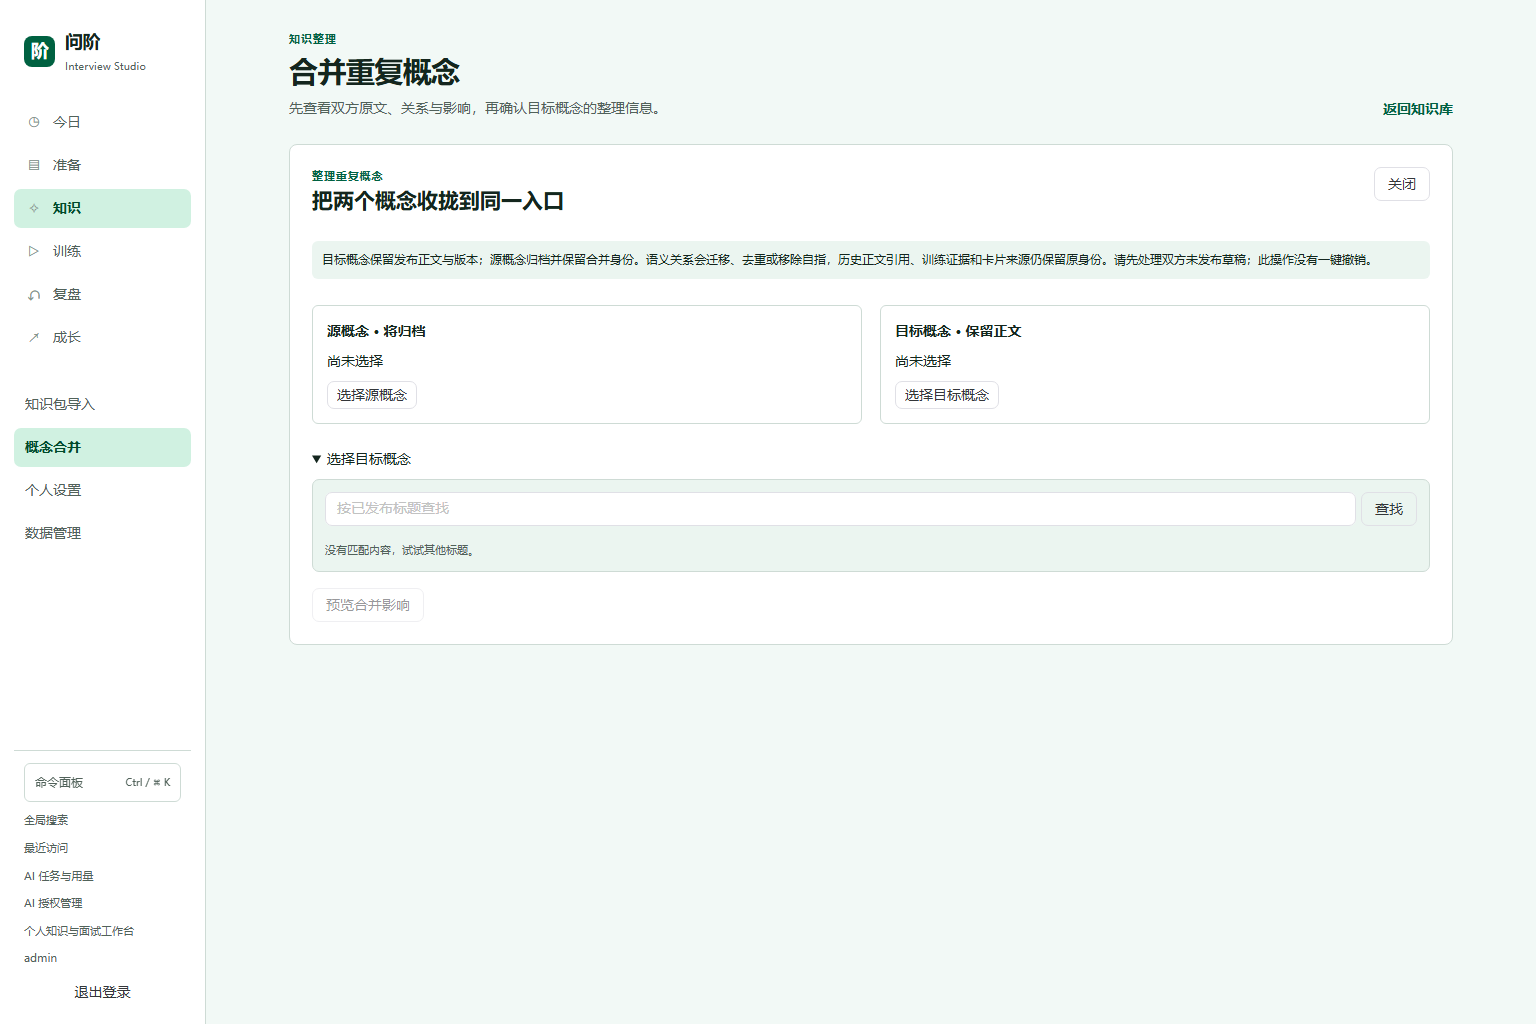 阶
问阶
Interview Studio
今日
准备
知识
训练
复盘
成长
知识包导入
概念合并
个人设置
数据管理
命令面板 Ctrl / ⌘ K
全局搜索
最近访问
AI 任务与用量
AI 授权管理
个人知识与面试工作台
admin
退出登录
知识整理
合并重复概念
先查看双方原文、关系与影响，再确认目标概念的整理信息。
返回知识库
整理重复概念
把两个概念收拢到同一入口
关闭
目标概念保留发布正文与版本；源概念归档并保留合并身份。语义关系会迁移、去重或移除自指，历史正文引用、训练证据和卡片来源仍保留原身份。请先处理双方未发布草稿；此操作没有一键撤销。
源概念 • 将归档
尚未选择
选择源概念
目标概念 • 保留正文
尚未选择
选择目标概念
▼ 选择目标概念
按已发布标题查找
查找
没有匹配内容，试试其他标题。
预览合并影响